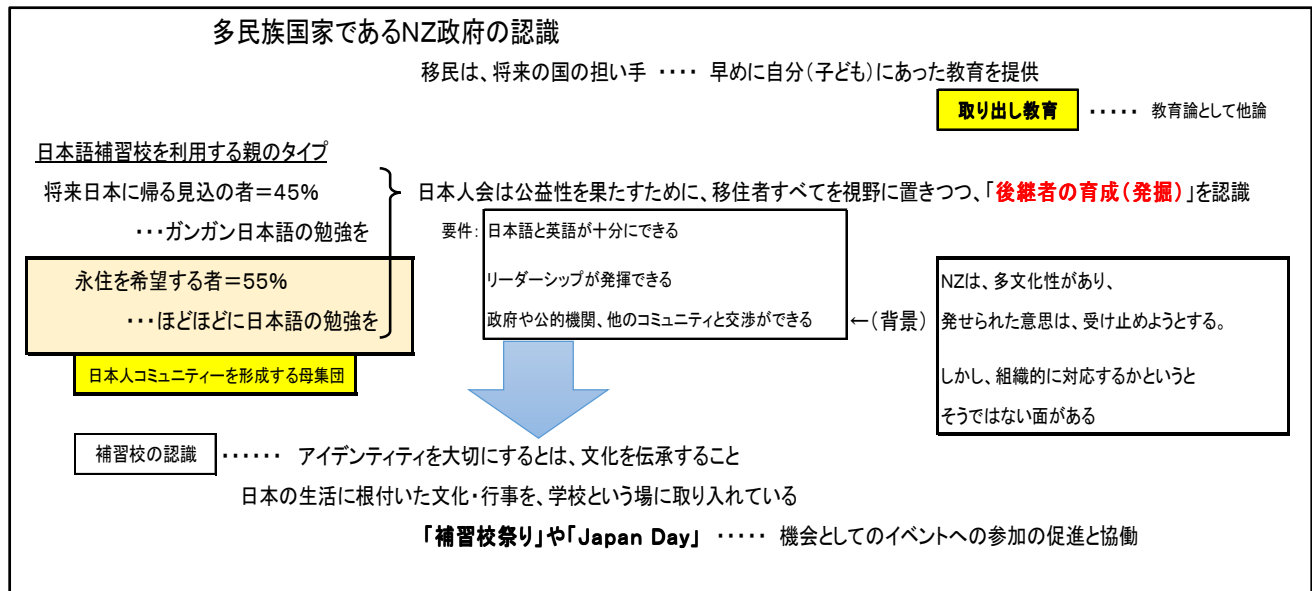 多民族国家であるNZ政府の認識
移民は、将来の国の担い手 ‥‥ 早めに自分(子ども)にあった教育を提供
取り出し教育 ‥‥‥ 教育論として他論
日本語補習校を利用する親のタイプ
将来日本に帰る見込の者=45%
・・・ガンガン日本語の勉強を
永住を希望する者=55%
・・・ほどほどに日本語の勉強を
日本人コミュニティーを形成する母集団
日本人会は公益性を果たすために、移住者すべてを視野に置きつつ、「後継者の育成(発掘)」を認識
要件: 日本語と英語が十分にできる
リーダーシップが発揮できる
政府や公的機関、他のコミュニティと交渉ができる
←(背景)
NZは、多文化性があり、
発せられた意思は、受け止めようとする。
しかし、組織的に対応するかというと
そうではない面がある
補習校の認識 ‥‥‥ アイデンティティを大切にするとは、文化を伝承すること
日本の生活に根付いた文化・行事を、学校という場に取り入れている
「補習校祭り」や「Japan Day」 ‥‥‥ 機会としてのイベントへの参加の促進と協働